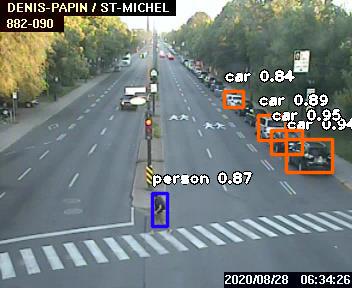 DENIS-PAPIN / ST-MICHEL
882-090
car 0.84
car 0.89
car 0.95
car 0.94
person 0.87
2020/08/28 06:34:26